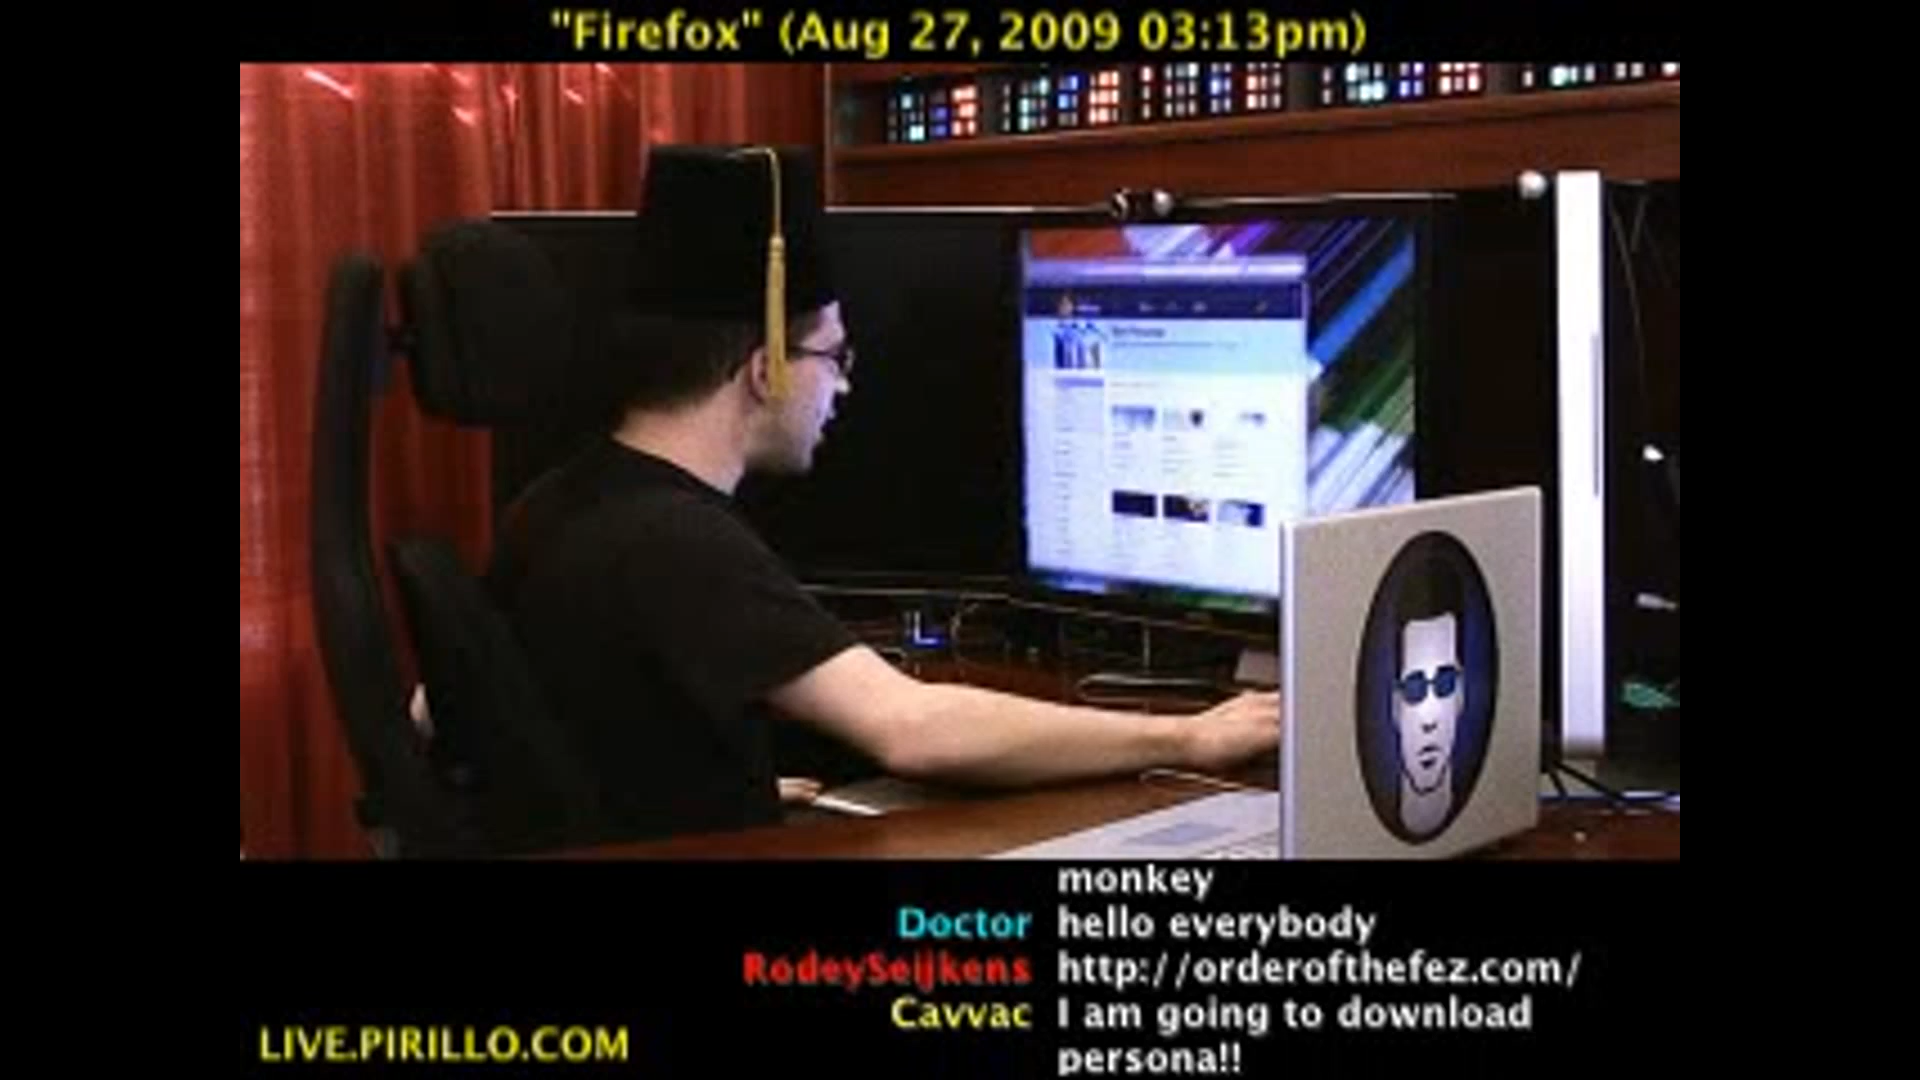 "Firefox" (Aug 27, 2009 03:13pm)
monkey
Doctor hello everybody
RodeySeijkens http://orderofthefez.com/
Cavvac I am going to download
persona!!
LIVE.PIRILLO.COM